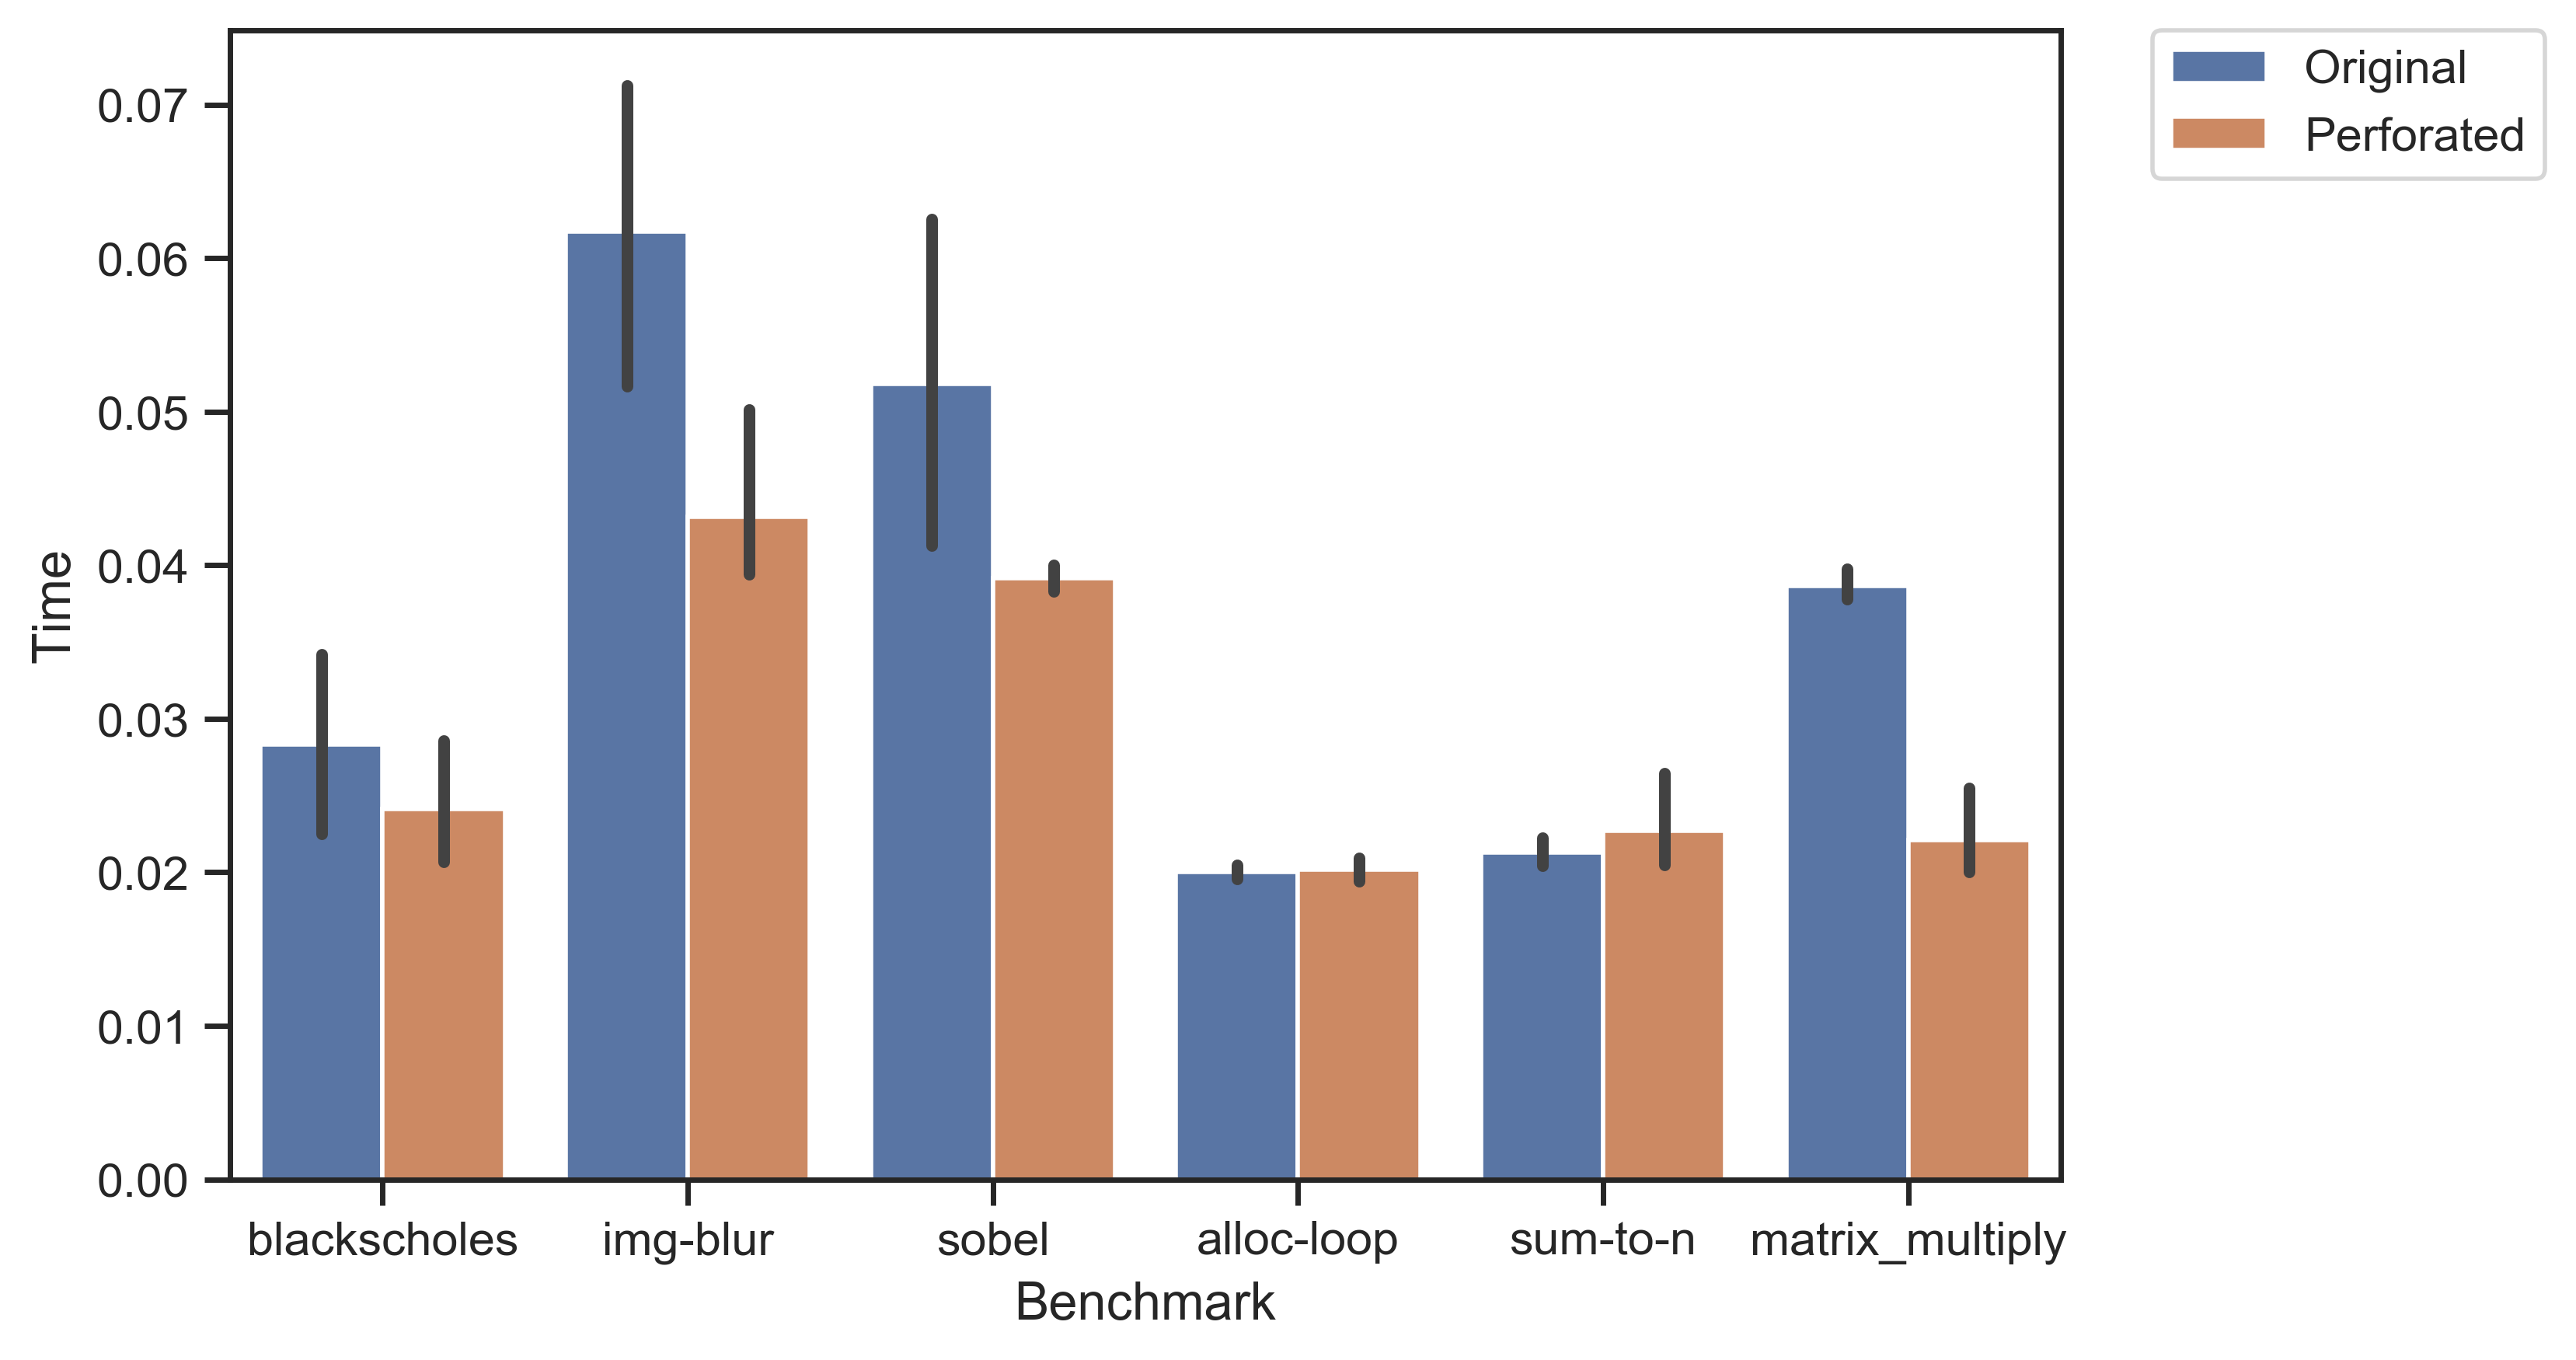 Original
Perforated
0.07
0.06
0.05
0.04
0.03
0.02
0.01
0.00
Time
blackscholes
img-blur
sobel
alloc-loop
sum-to-n
matrix_multiply
Benchmark